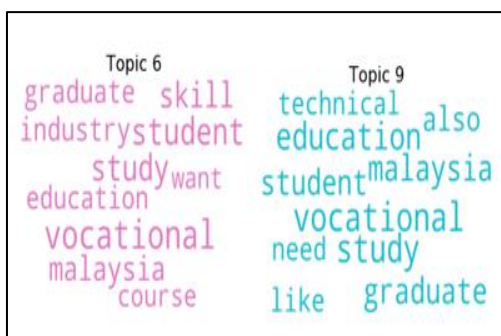 Topic 6
graduate skill
industry student
study want
education
vocational
malaysia
course
Topic 9
technical
education also
student malaysia
vocational
need study
like graduate